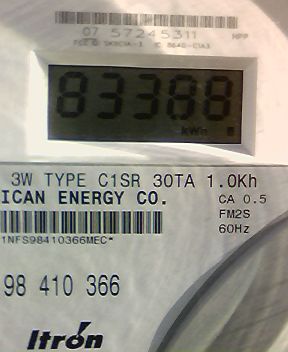 07 57245311 MPP
83388
kWh
3W TYPE C1SR 30TA 1.0Kh
ICAN ENERGY CO. CA 0.5
FM2S
1NFS98410366MEC* 60Hz
98 410 366
Itron